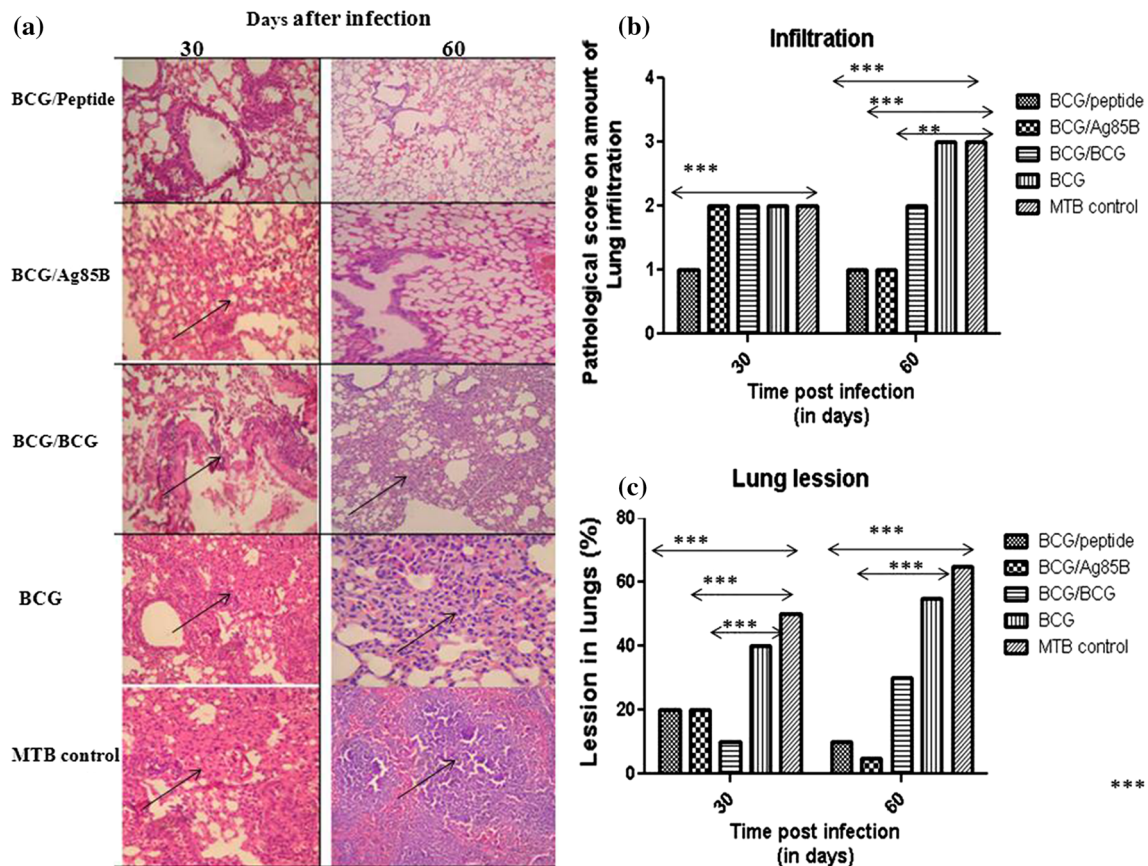 (a)
Days after infection
30 60
BCG/Peptide
BCG/Ag85B
BCG/BCG
BCG
MTB control
(b)
Infiltration
Pathological score on amount of
Lung infiltration
4
3
2
1
0
***
***
***
**
30 60
Time post infection
(in days)
BCG/peptide
BCG/Ag85B
BCG/BCG
BCG
MTB control
(c)
Lung lession
Lession in lungs (%)
80
60
40
20
0
***
***
***
***
***
30 60
Time post infection
(in days)
BCG/peptide
BCG/Ag85B
BCG/BCG
BCG
MTB control
***